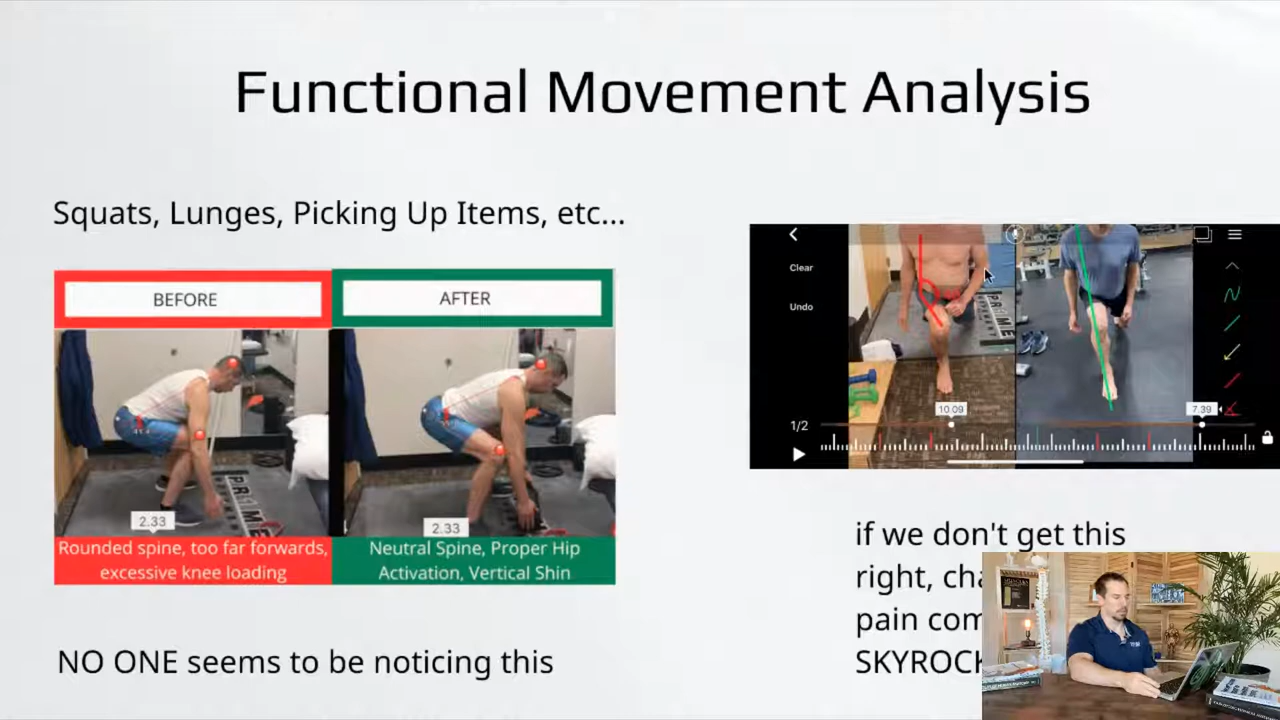 Functional Movement Analysis
Squats, Lunges, Picking Up Items, etc...
BEFORE
AFTER
2.33
2.33
Rounded spine, too far forwards,
excessive knee loading
Neutral Spine, Proper Hip
Activation, Vertical Shin
NO ONE seems to be noticing this
Clear
Undo
10.09
7.39
1/2
if we don't get this
right, cha
pain com
SKYROCK